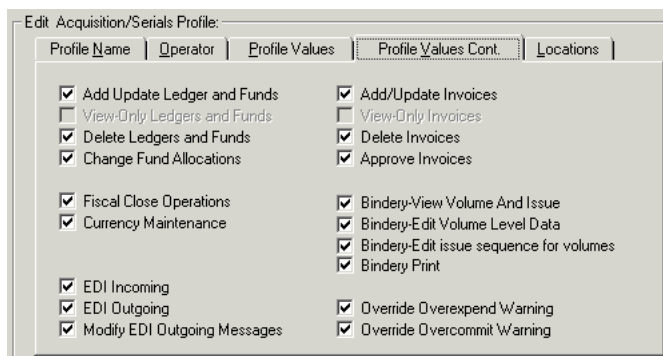 Edit Acquisition/Serials Profile:
Profile Name Operator Profile Values Profile Values Cont. Locations
Add Update Ledger and Funds Add/Update Invoices
View-Only Ledgers and Funds View-Only Invoices
Delete Ledgers and Funds Delete Invoices
Change Fund Allocations Approve Invoices
Fiscal Close Operations Bindery-View Volume And Issue
Currency Maintenance Bindery-Edit Volume Level Data
Bindery-Edit issue sequence for volumes
Bindery Print
EDI Incoming
EDI Outgoing Override Overexpend Warning
Modify EDI Outgoing Messages Override Overcommit Warning